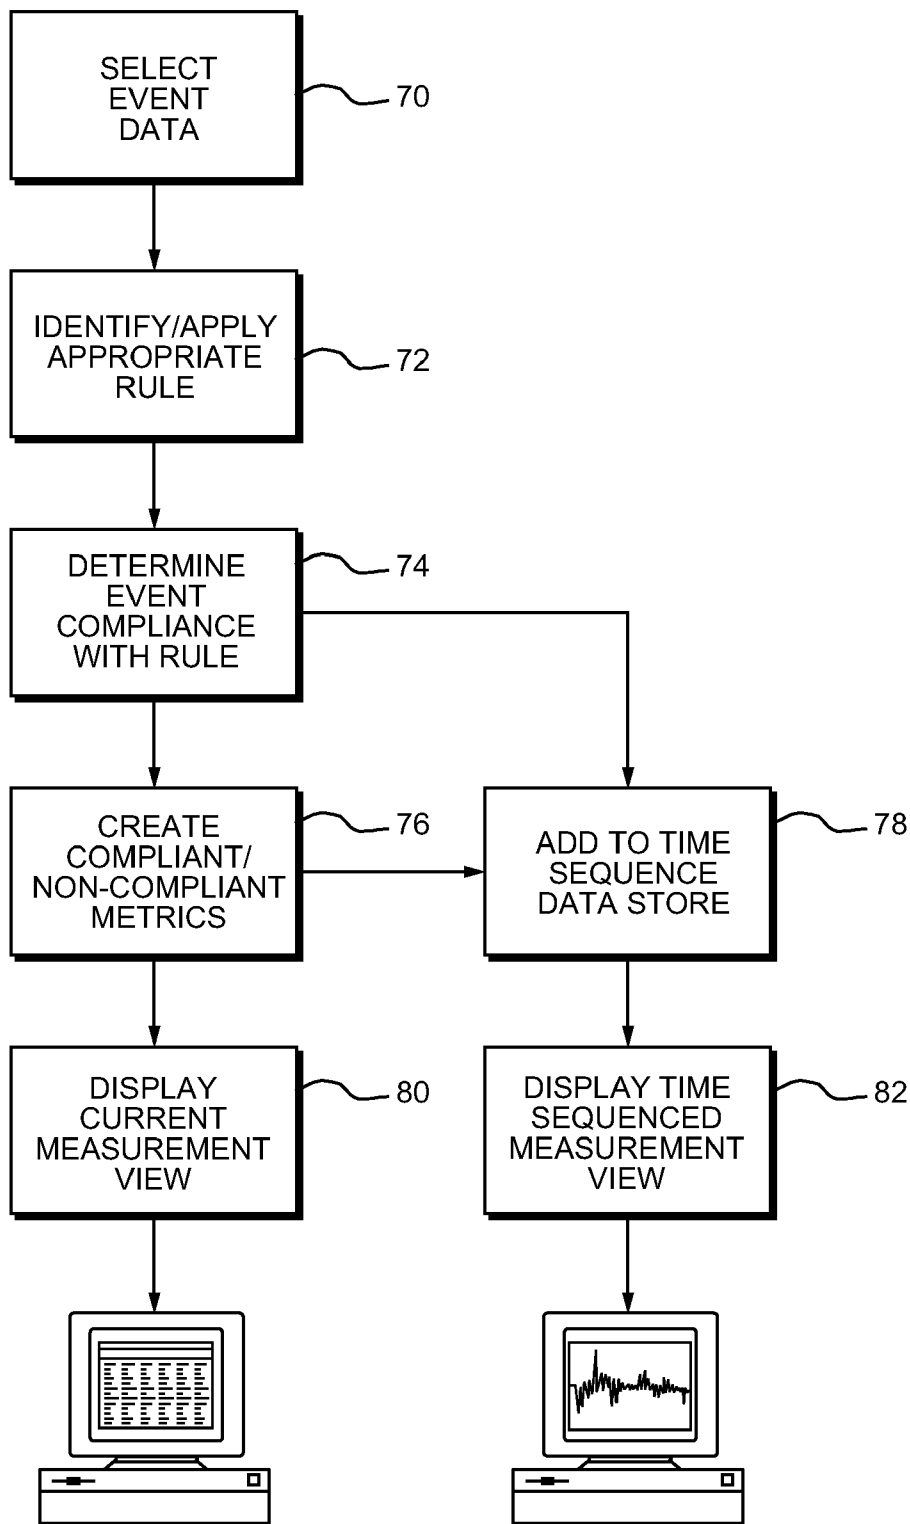 SELECT
EVENT
DATA
70
IDENTIFY/APPLY
APPROPRIATE
RULE
72
DETERMINE
EVENT
COMPLIANCE
WITH RULE
74
CREATE
COMPLIANT/
NON-COMPLIANT
METRICS
76
ADD TO TIME
SEQUENCE
DATA STORE
78
DISPLAY
CURRENT
MEASUREMENT
VIEW
80
DISPLAY TIME
SEQUENCED
MEASUREMENT
VIEW
82